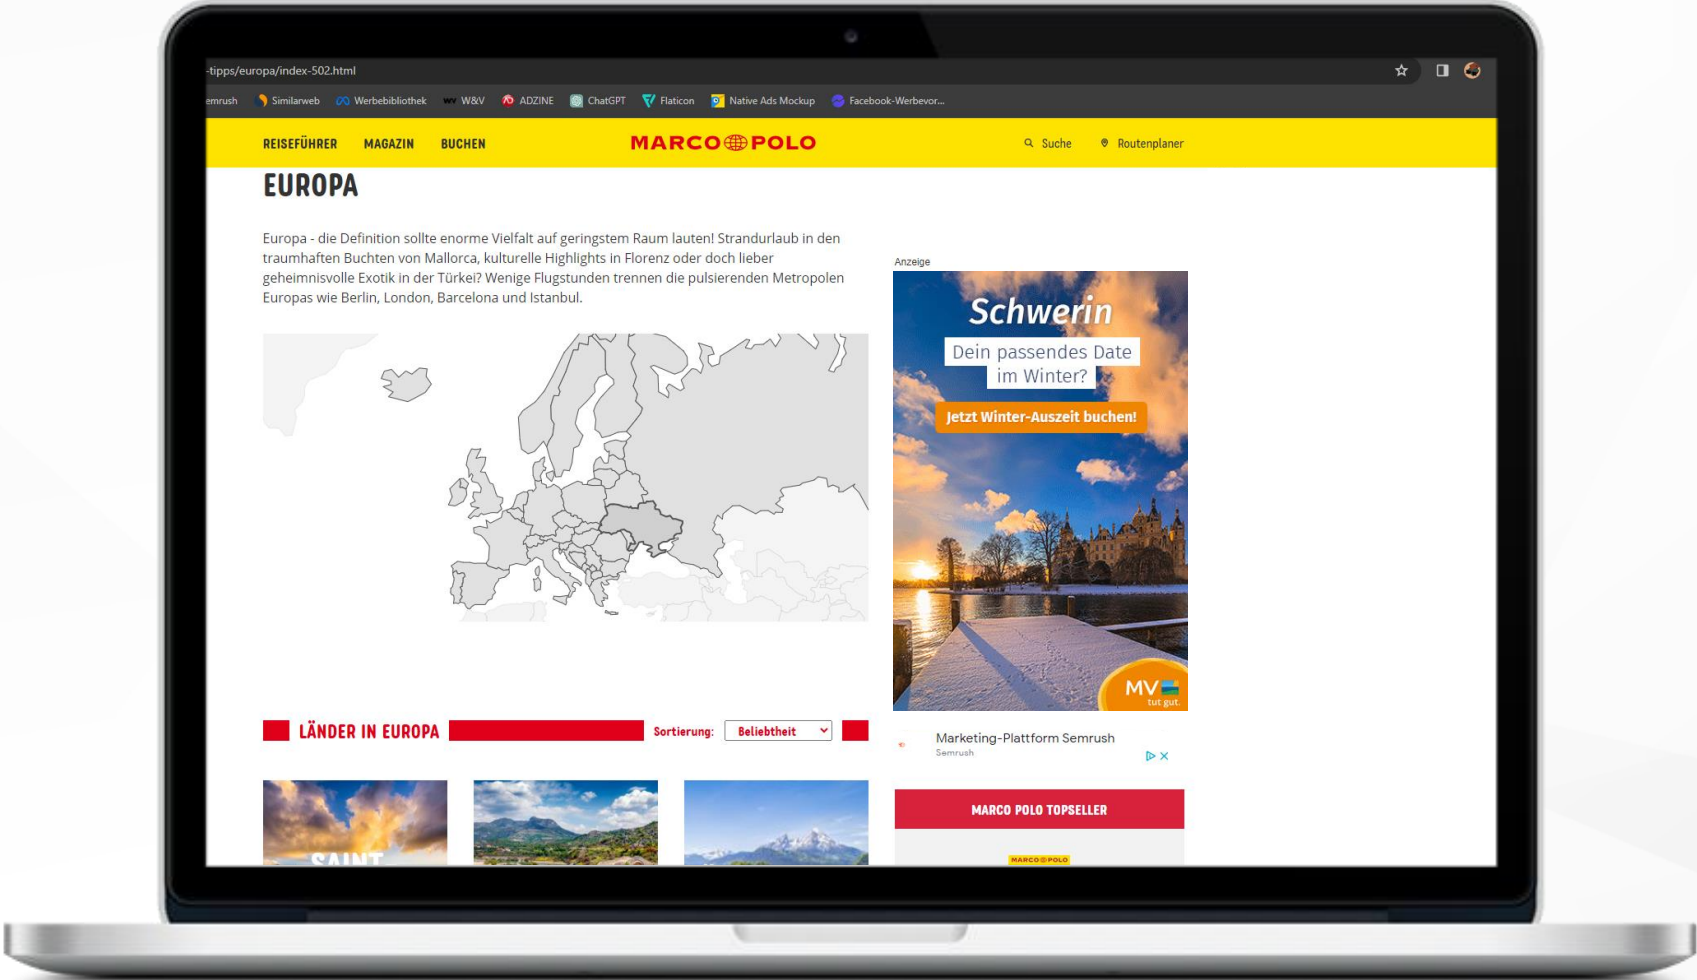 -tipps/europa/index-502.html
emrush Similarweb Werbebibliothek W&V ADZINE ChatGPT Flaticon Native Ads Mockup Facebook-Werbevor...
REISEFÜHRER MAGAZIN BUCHEN MARCO POLO Suche Routenplaner
EUROPA
Europa - die Definition sollte enorme Vielfalt auf geringstem Raum lauten! Strandurlaub in den
traumhaften Buchten von Mallorca, kulturelle Highlights in Florenz oder doch lieber
geheimnisvolle Exotik in der Türkei? Wenige Flugstunden trennen die pulsierenden Metropolen
Europas wie Berlin, London, Barcelona und Istanbul.
Anzeige
Schwerin
Dein passendes Date
im Winter?
Jetzt Winter-Auszeit buchen!
MV
tut gut.
LÄNDER IN EUROPA Sortierung: Beliebtheit
Marketing-Plattform Semrush
Semrush
MARCO POLO TOPSELLER
SAINT
MARCO POLO